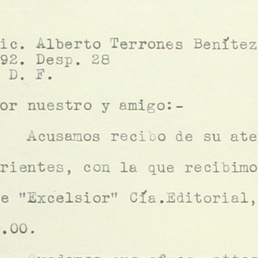 ic. Alberto Terrones Benítez
92. Desp. 28
D. F.
or nuestro y amigo:-
Acusamos recibo de su ate
rientes, con la que recibimo
e "Excelsior" Cía.Editorial,
.00.